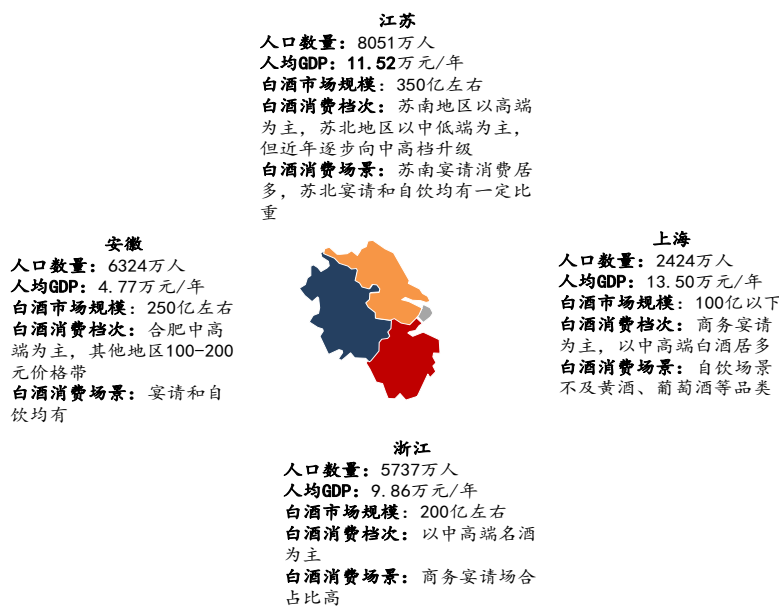 江苏
人口数量：8051万人
人均GDP：11.52万元/年
白酒市场规模：350亿左右
白酒消费档次：苏南地区以高端
为主，苏北地区以中低端为主，
但近年逐步向中高档升级
白酒消费场景：苏南宴请消费居
多，苏北宴请和自饮均有一定比
重
安徽
人口数量：6324万人
人均GDP：4.77万元/年
白酒市场规模：250亿左右
白酒消费档次：合肥中高
端为主，其他地区100-200
元价格带
白酒消费场景：宴请和自
饮均有
上海
人口数量：2424万人
人均GDP：13.50万元/年
白酒市场规模：100亿以下
白酒消费档次：商务宴请
为主，以中高端白酒居多
白酒消费场景：自饮场景
不及黄酒、葡萄酒等品类
浙江
人口数量：5737万人
人均GDP：9.86万元/年
白酒市场规模：200亿左右
白酒消费档次：以中高端名酒
为主
白酒消费场景：商务宴请场合
占比高